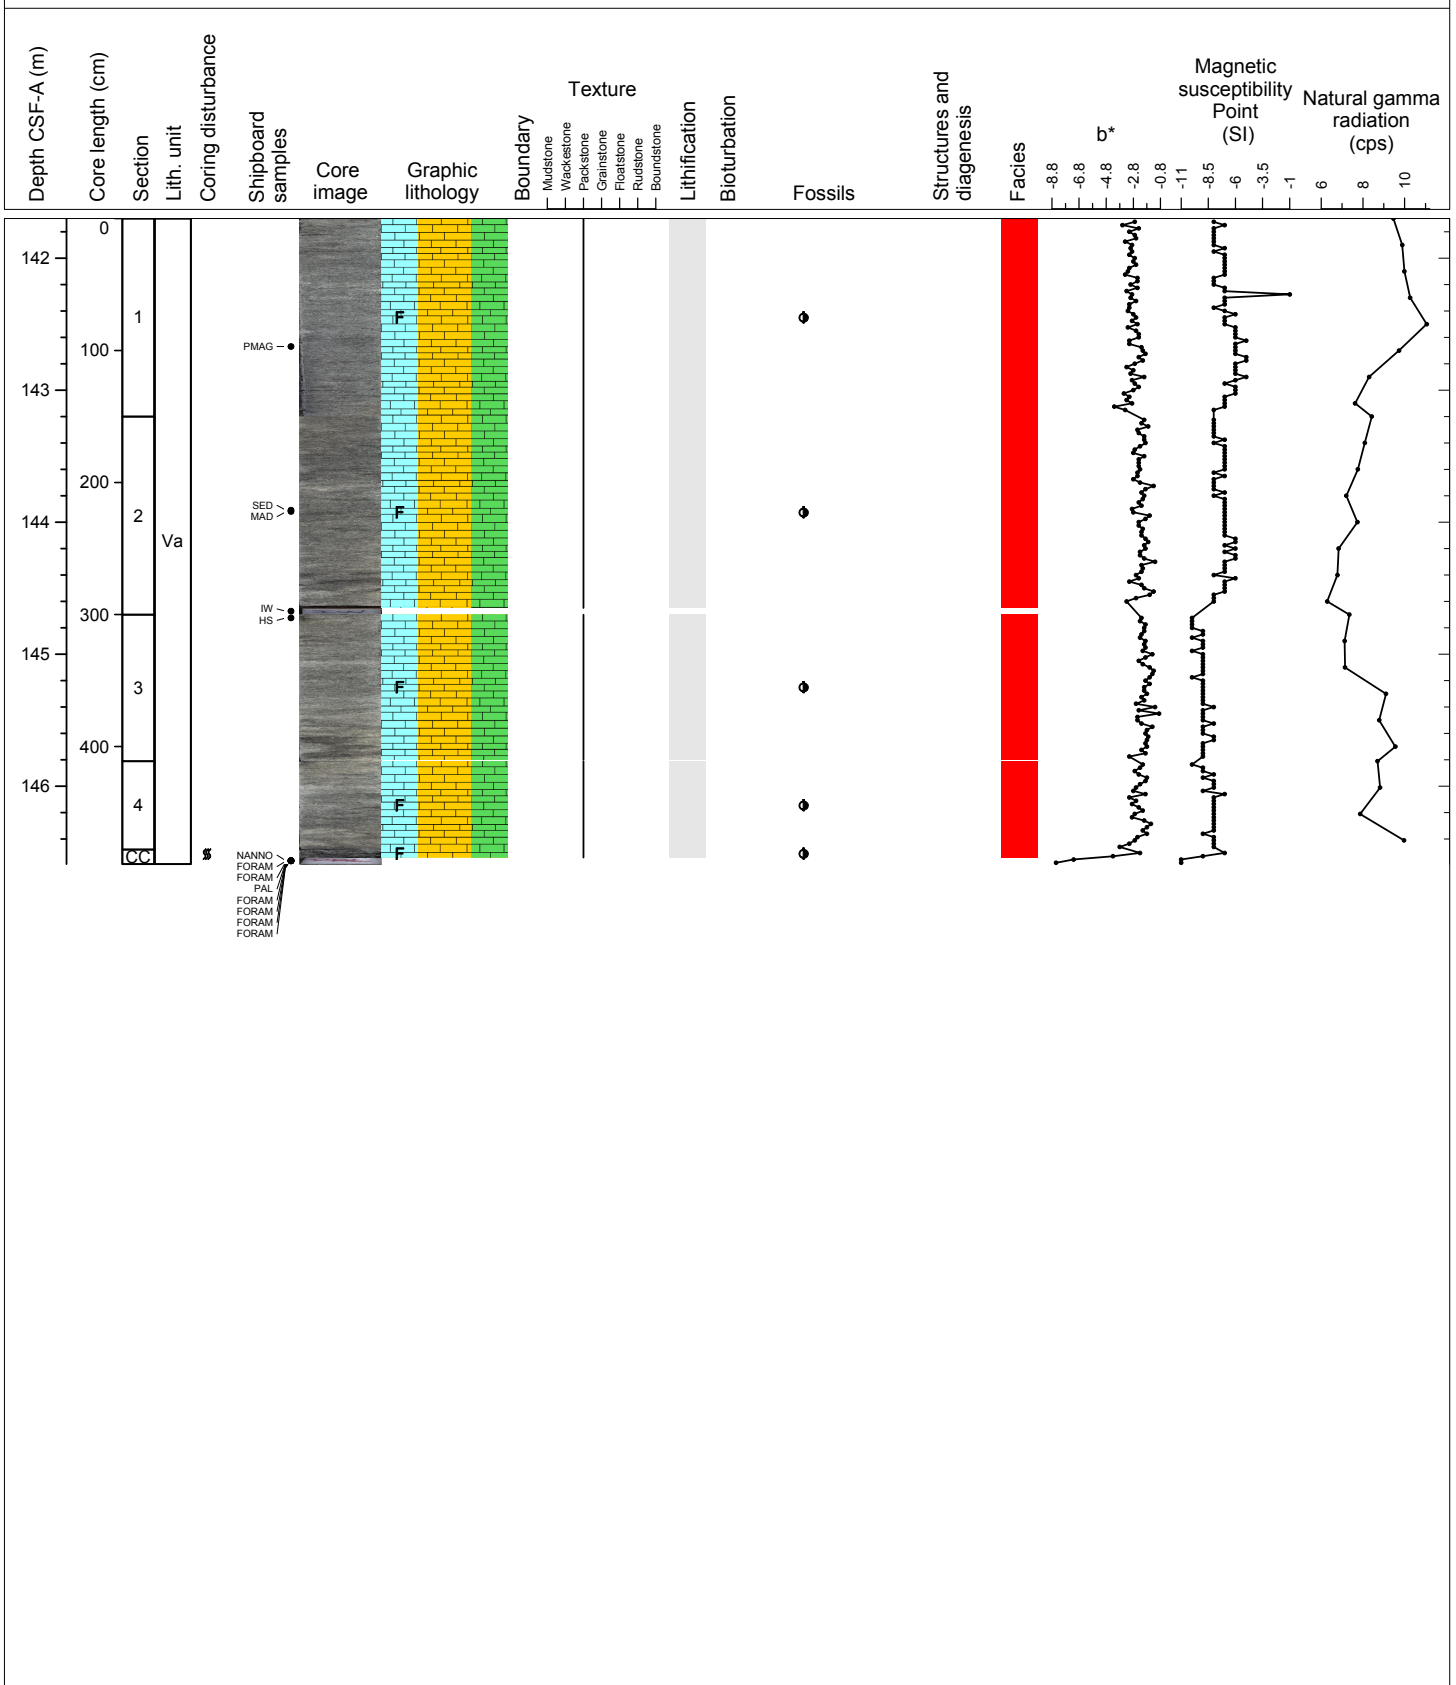 Depth CSF-A (m)
Core length (cm)
Section
Lith. unit
Coring disturbance
Shipboard
samples
Core
image
Graphic
lithology
Boundary
Texture
Mudstone
Wackestone
Packstone
Grainstone
Floatstone
Rudstone
Boundstone
Lithification
Bioturbation
Fossils
Structures and
diagenesis
Facies
b*
-8.8
-6.8
-4.8
-2.8
-0.8
Magnetic
susceptibility
Point
(SI)
-11
-8.5
-6
-3.5
-1
Natural gamma
radiation
(cps)
6
8
10
142
143
144
145
146
0
100
200
300
400
1
2
3
4
CC
Va
PMAG
SED
MAD
IW
HS
NANNO
FORAM
FORAM
PAL
FORAM
FORAM
FORAM
FORAM
F
F
F
F
F